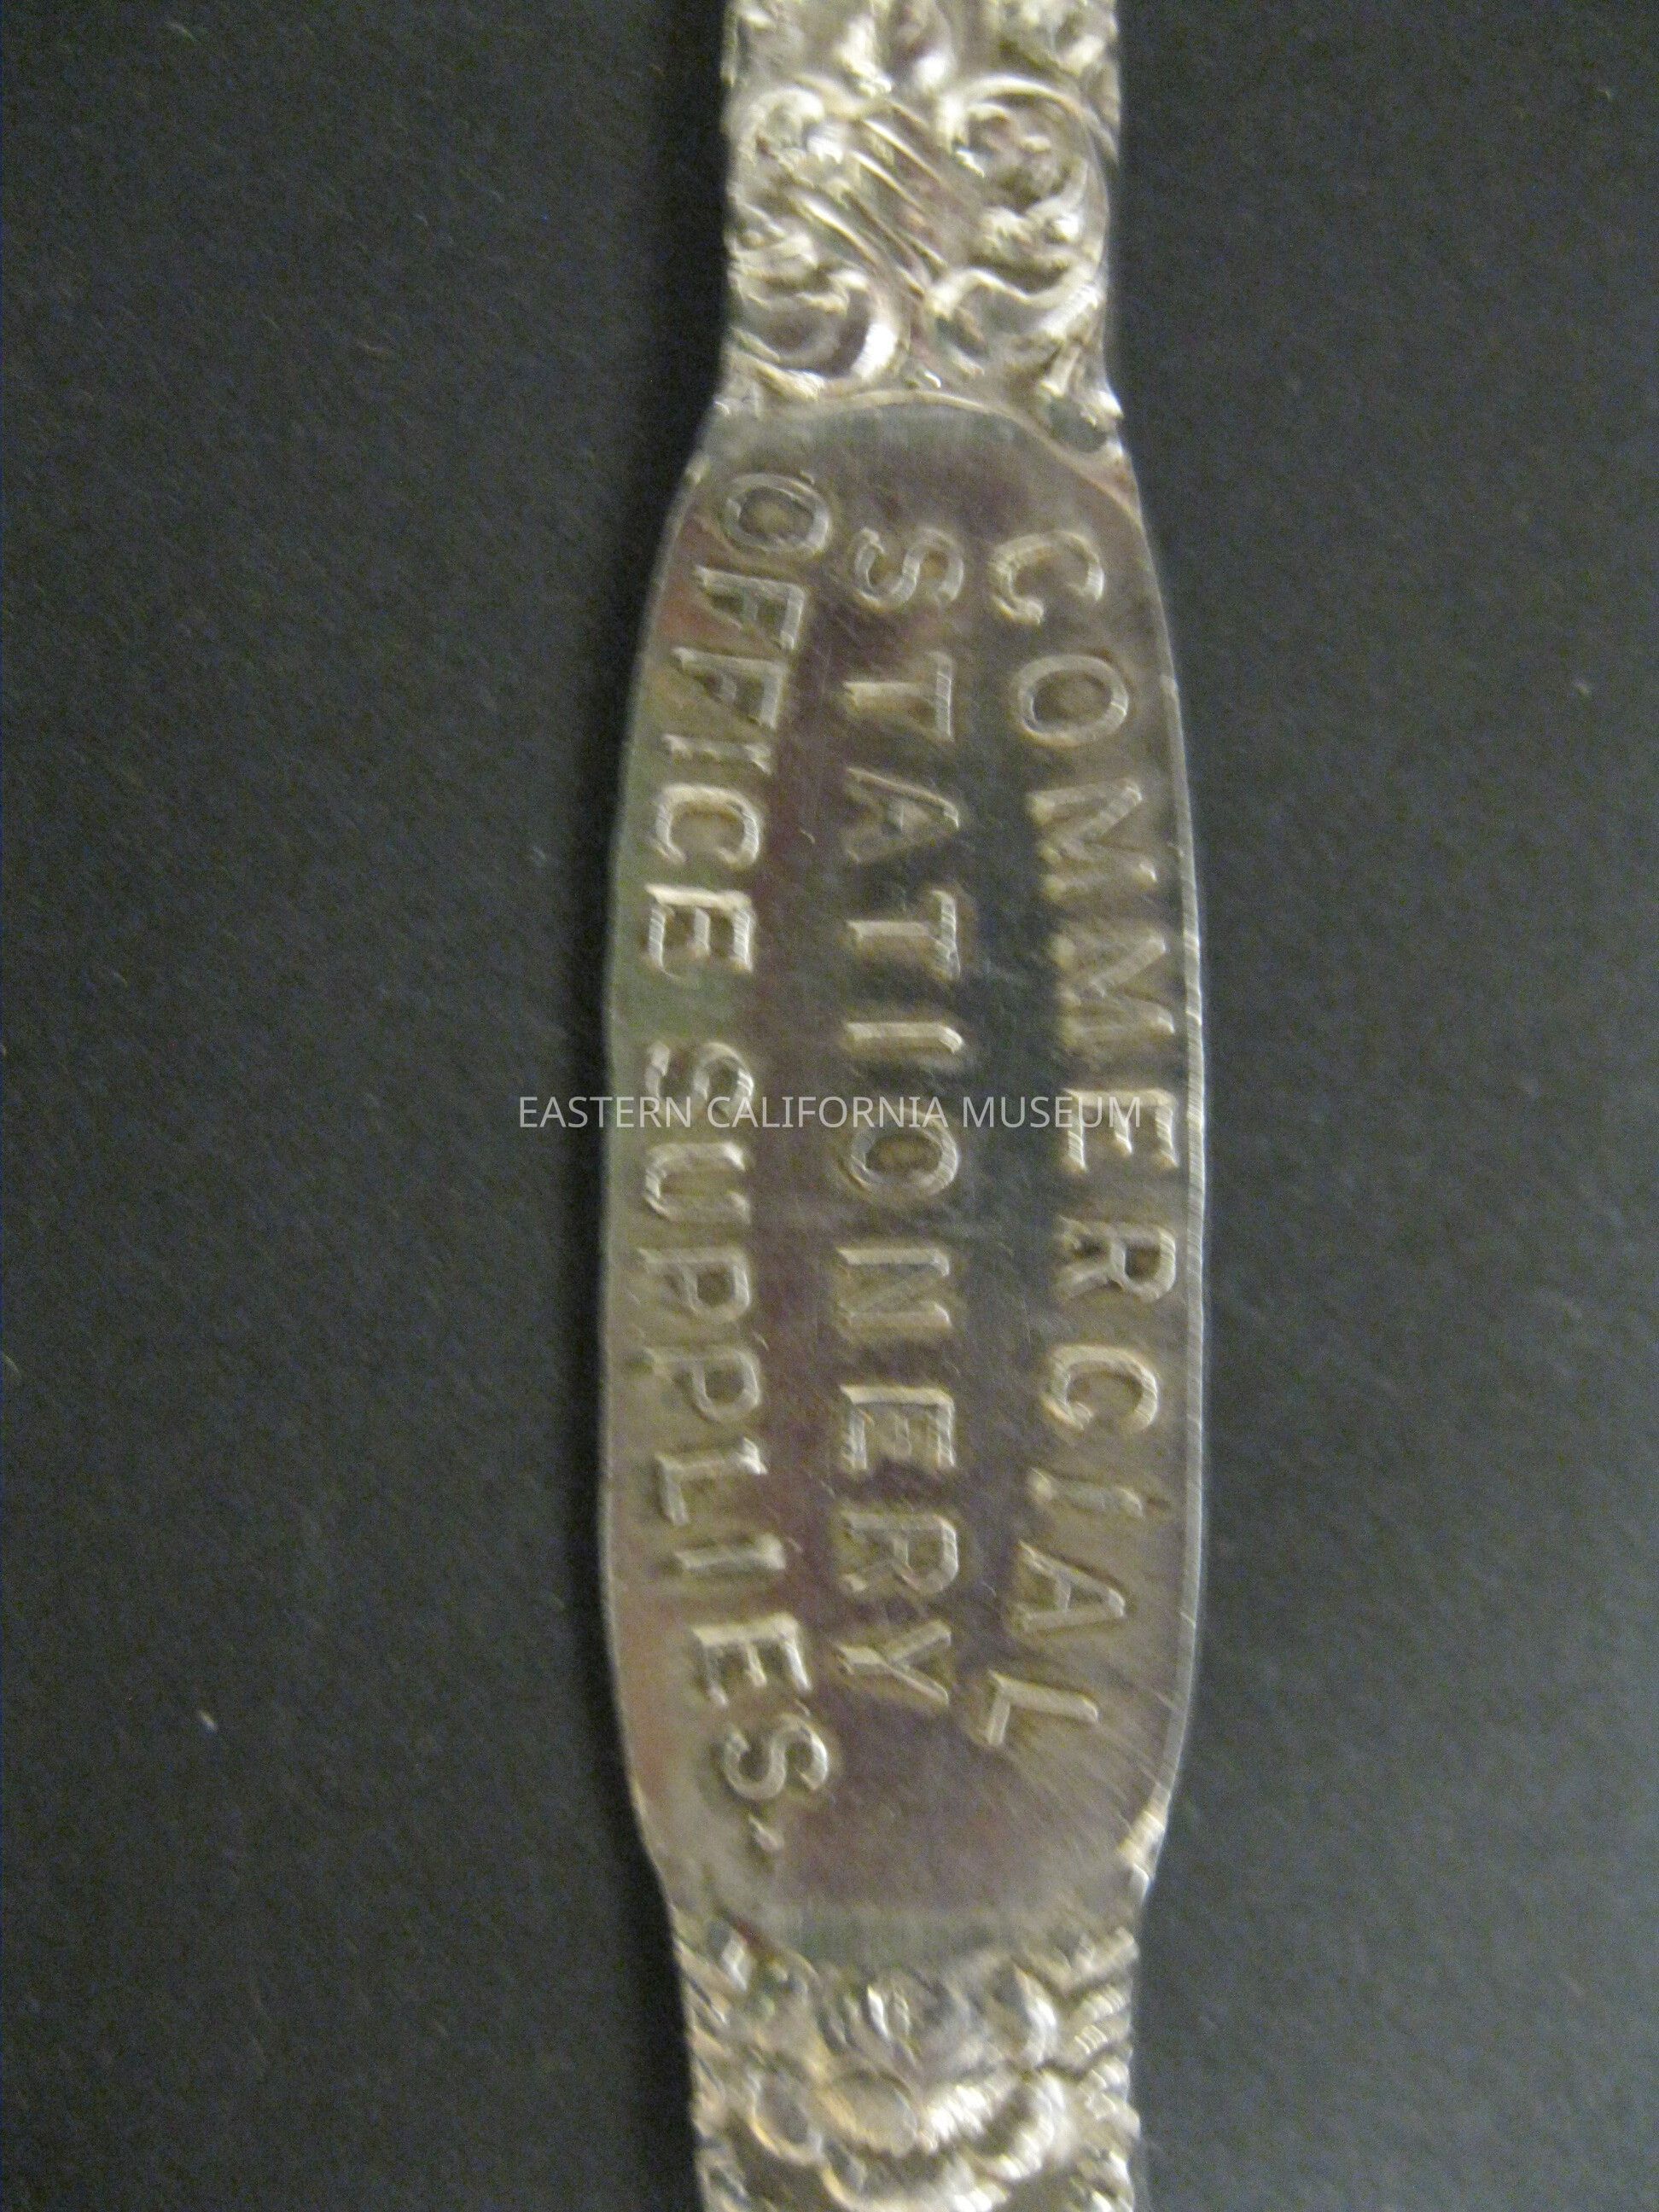 COMMERCIAL
STATIONERY
OFFICE SUPPLIES,
EASTERN CALIFORNIA MUSEUM